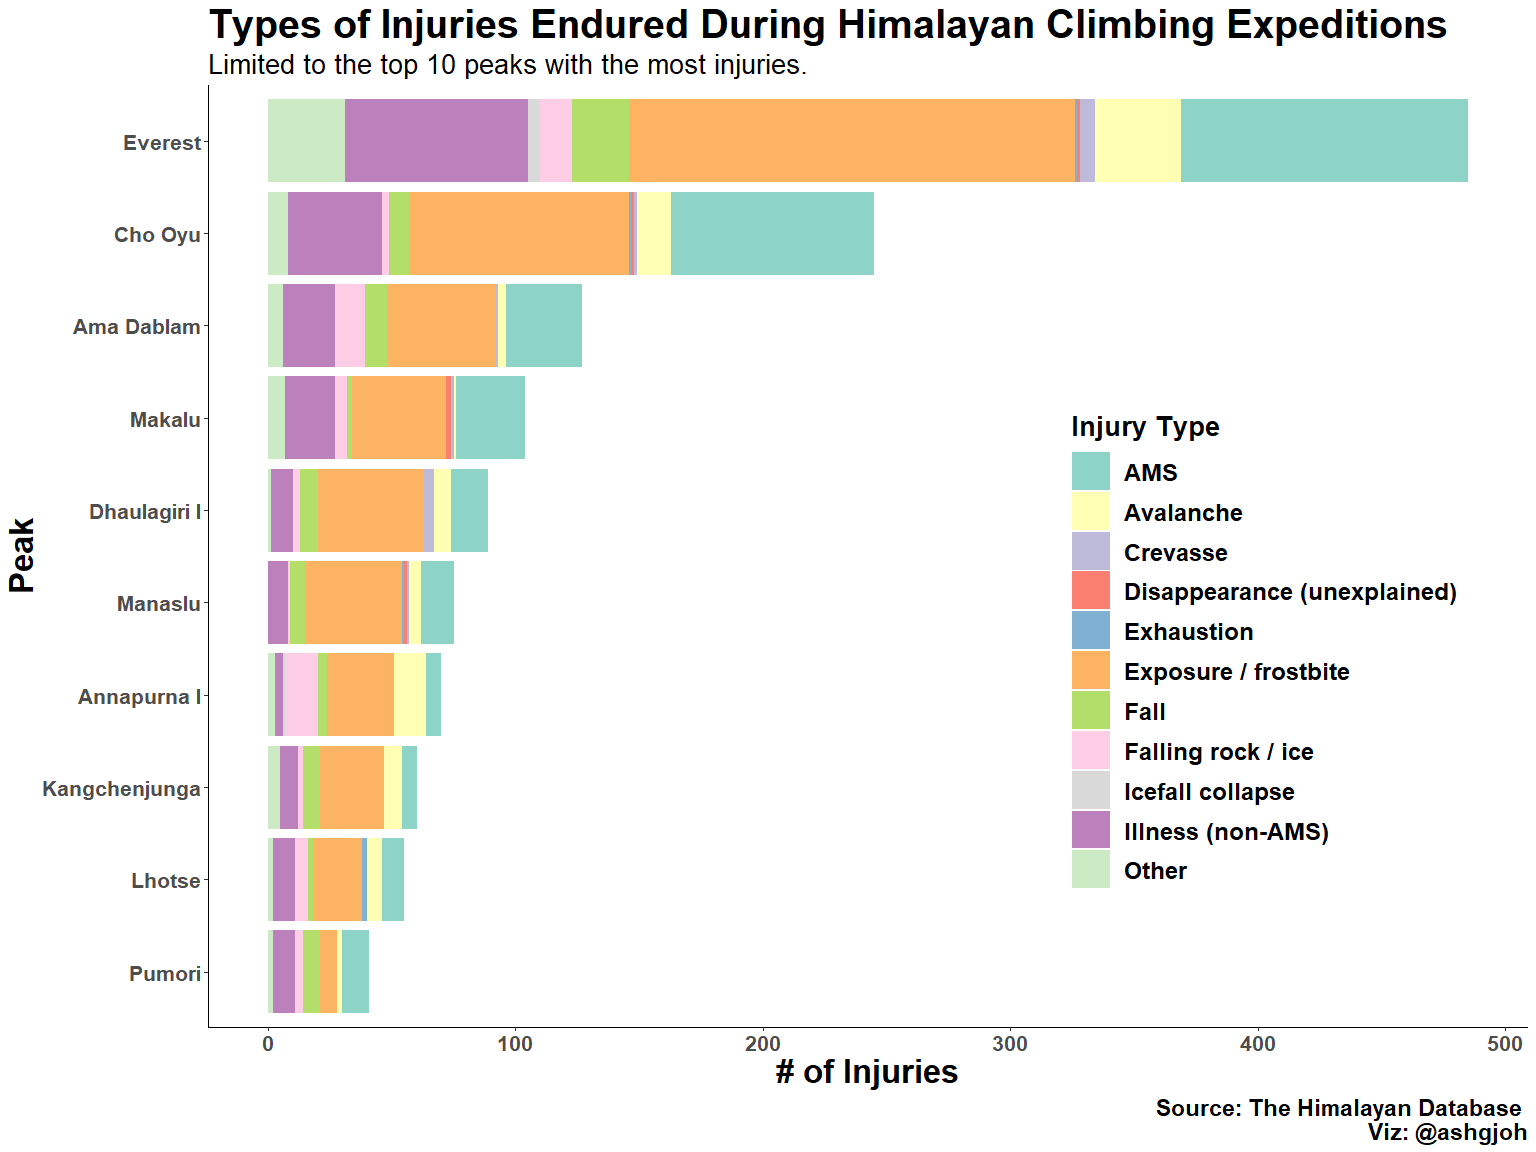 Types of Injuries Endured During Himalayan Climbing Expeditions
Limited to the top 10 peaks with the most injuries.
Peak
Everest
Cho Oyu
Ama Dablam
Makalu
Dhaulagiri I
Manaslu
Annapurna I
Kangchenjunga
Lhotse
Pumori
Injury Type
AMS
Avalanche
Crevasse
Disappearance (unexplained)
Exhaustion
Exposure / frostbite
Fall
Falling rock / ice
Icefall collapse
Illness (non-AMS)
Other
0 100 200 300 400 500
# of Injuries
Source: The Himalayan Database
Viz: @ashgjoh